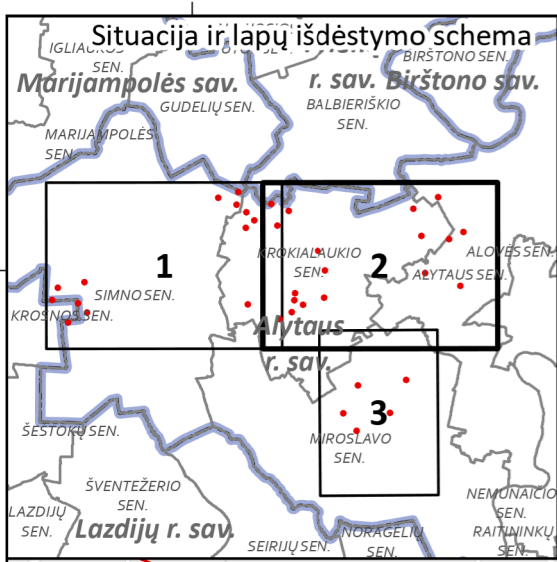 Situacija ir lapų išdėstymo schema
SEN.
BIRŠTONO SEN.
Marijampolės sav.
r. sav.
Birštono sav.
GUDELIŲ SEN.
BALBIERIŠKIO
SEN.
MARIJAMPOLĖS
SEN.
1
KROKIALAUKIO
SEN.
2
ALOVĖS SEN.
ALYTAUS SEN.
SIMNO SEN.
KROSNOS SEN.
Alytaus
r. sav.
3
MIROSLAVO
SEN.
ŠEŠTOKŲ SEN.
ŠVENTEŽERIO
SEN.
LAZDIJŲ
SEN.
Lazdijų r. sav.
SEIRIJŲ SEN.
NORAGĖLIŲ
SEN.
NEMUNAIČIO
SEN.
RAITININKŲ
SEN.